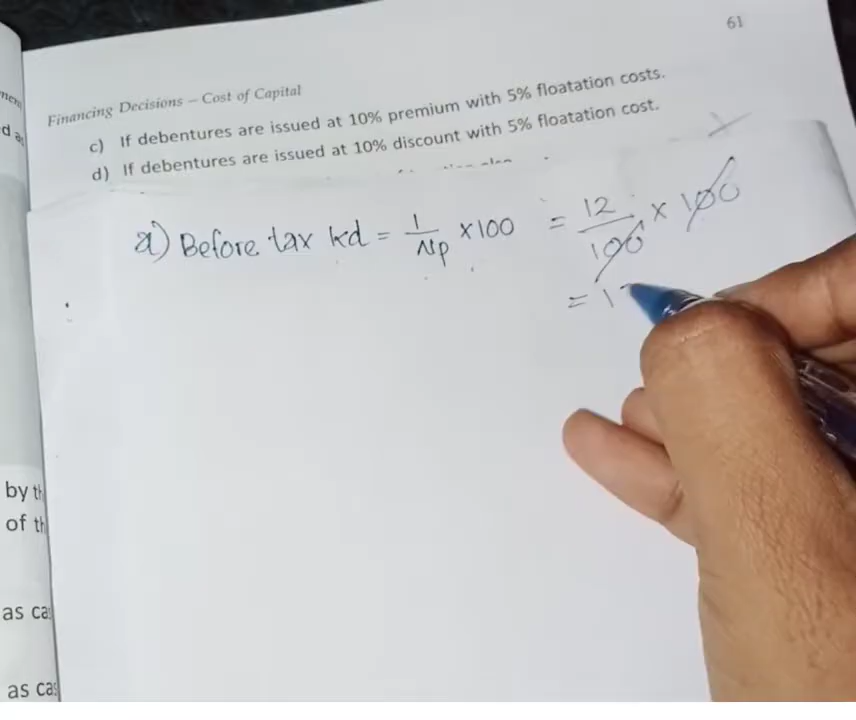 61
Financing Decisions – Cost of Capital
c) If debentures are issued at 10% premium with 5% floatation costs.
d) If debentures are issued at 10% discount with 5% floatation cost.
a) Before tax kd = 1/Np × 100 = 12/100 × 100
= 1
by th
of th
as ca
as cas